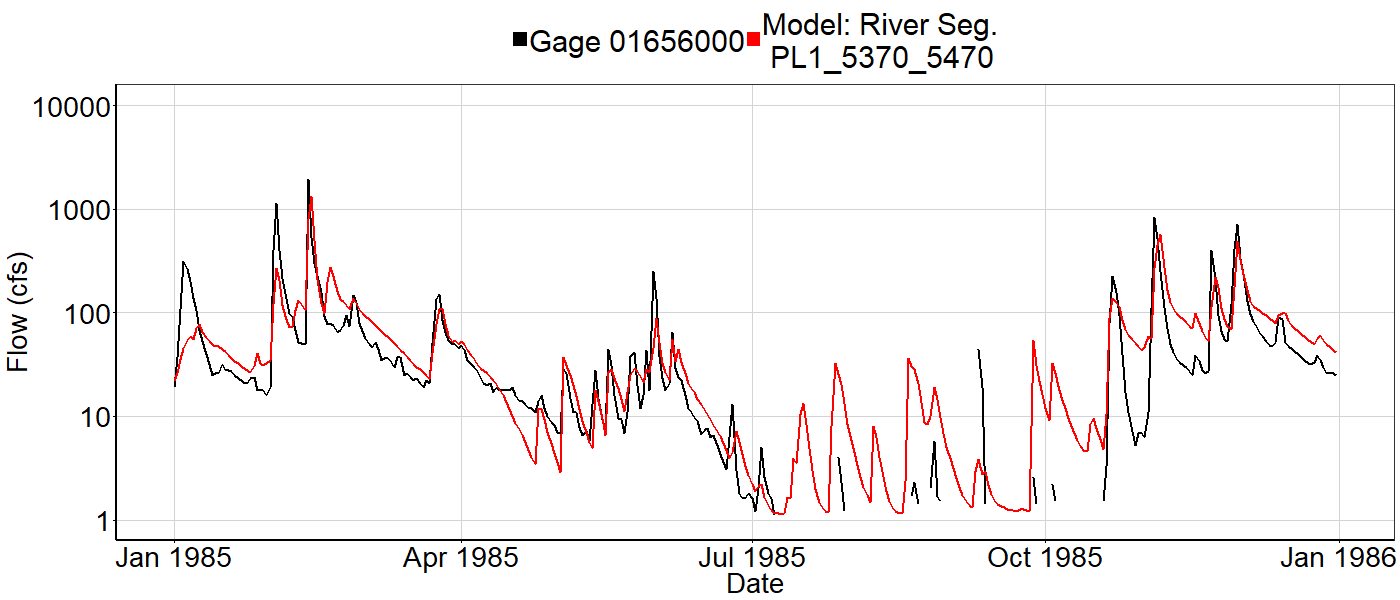 Gage 01656000
Model: River Seg.
PL1_5370_5470
Flow (cfs)
10000
1000
100
10
1
Jan 1985
Apr 1985
Jul 1985
Oct 1985
Jan 1986
Date